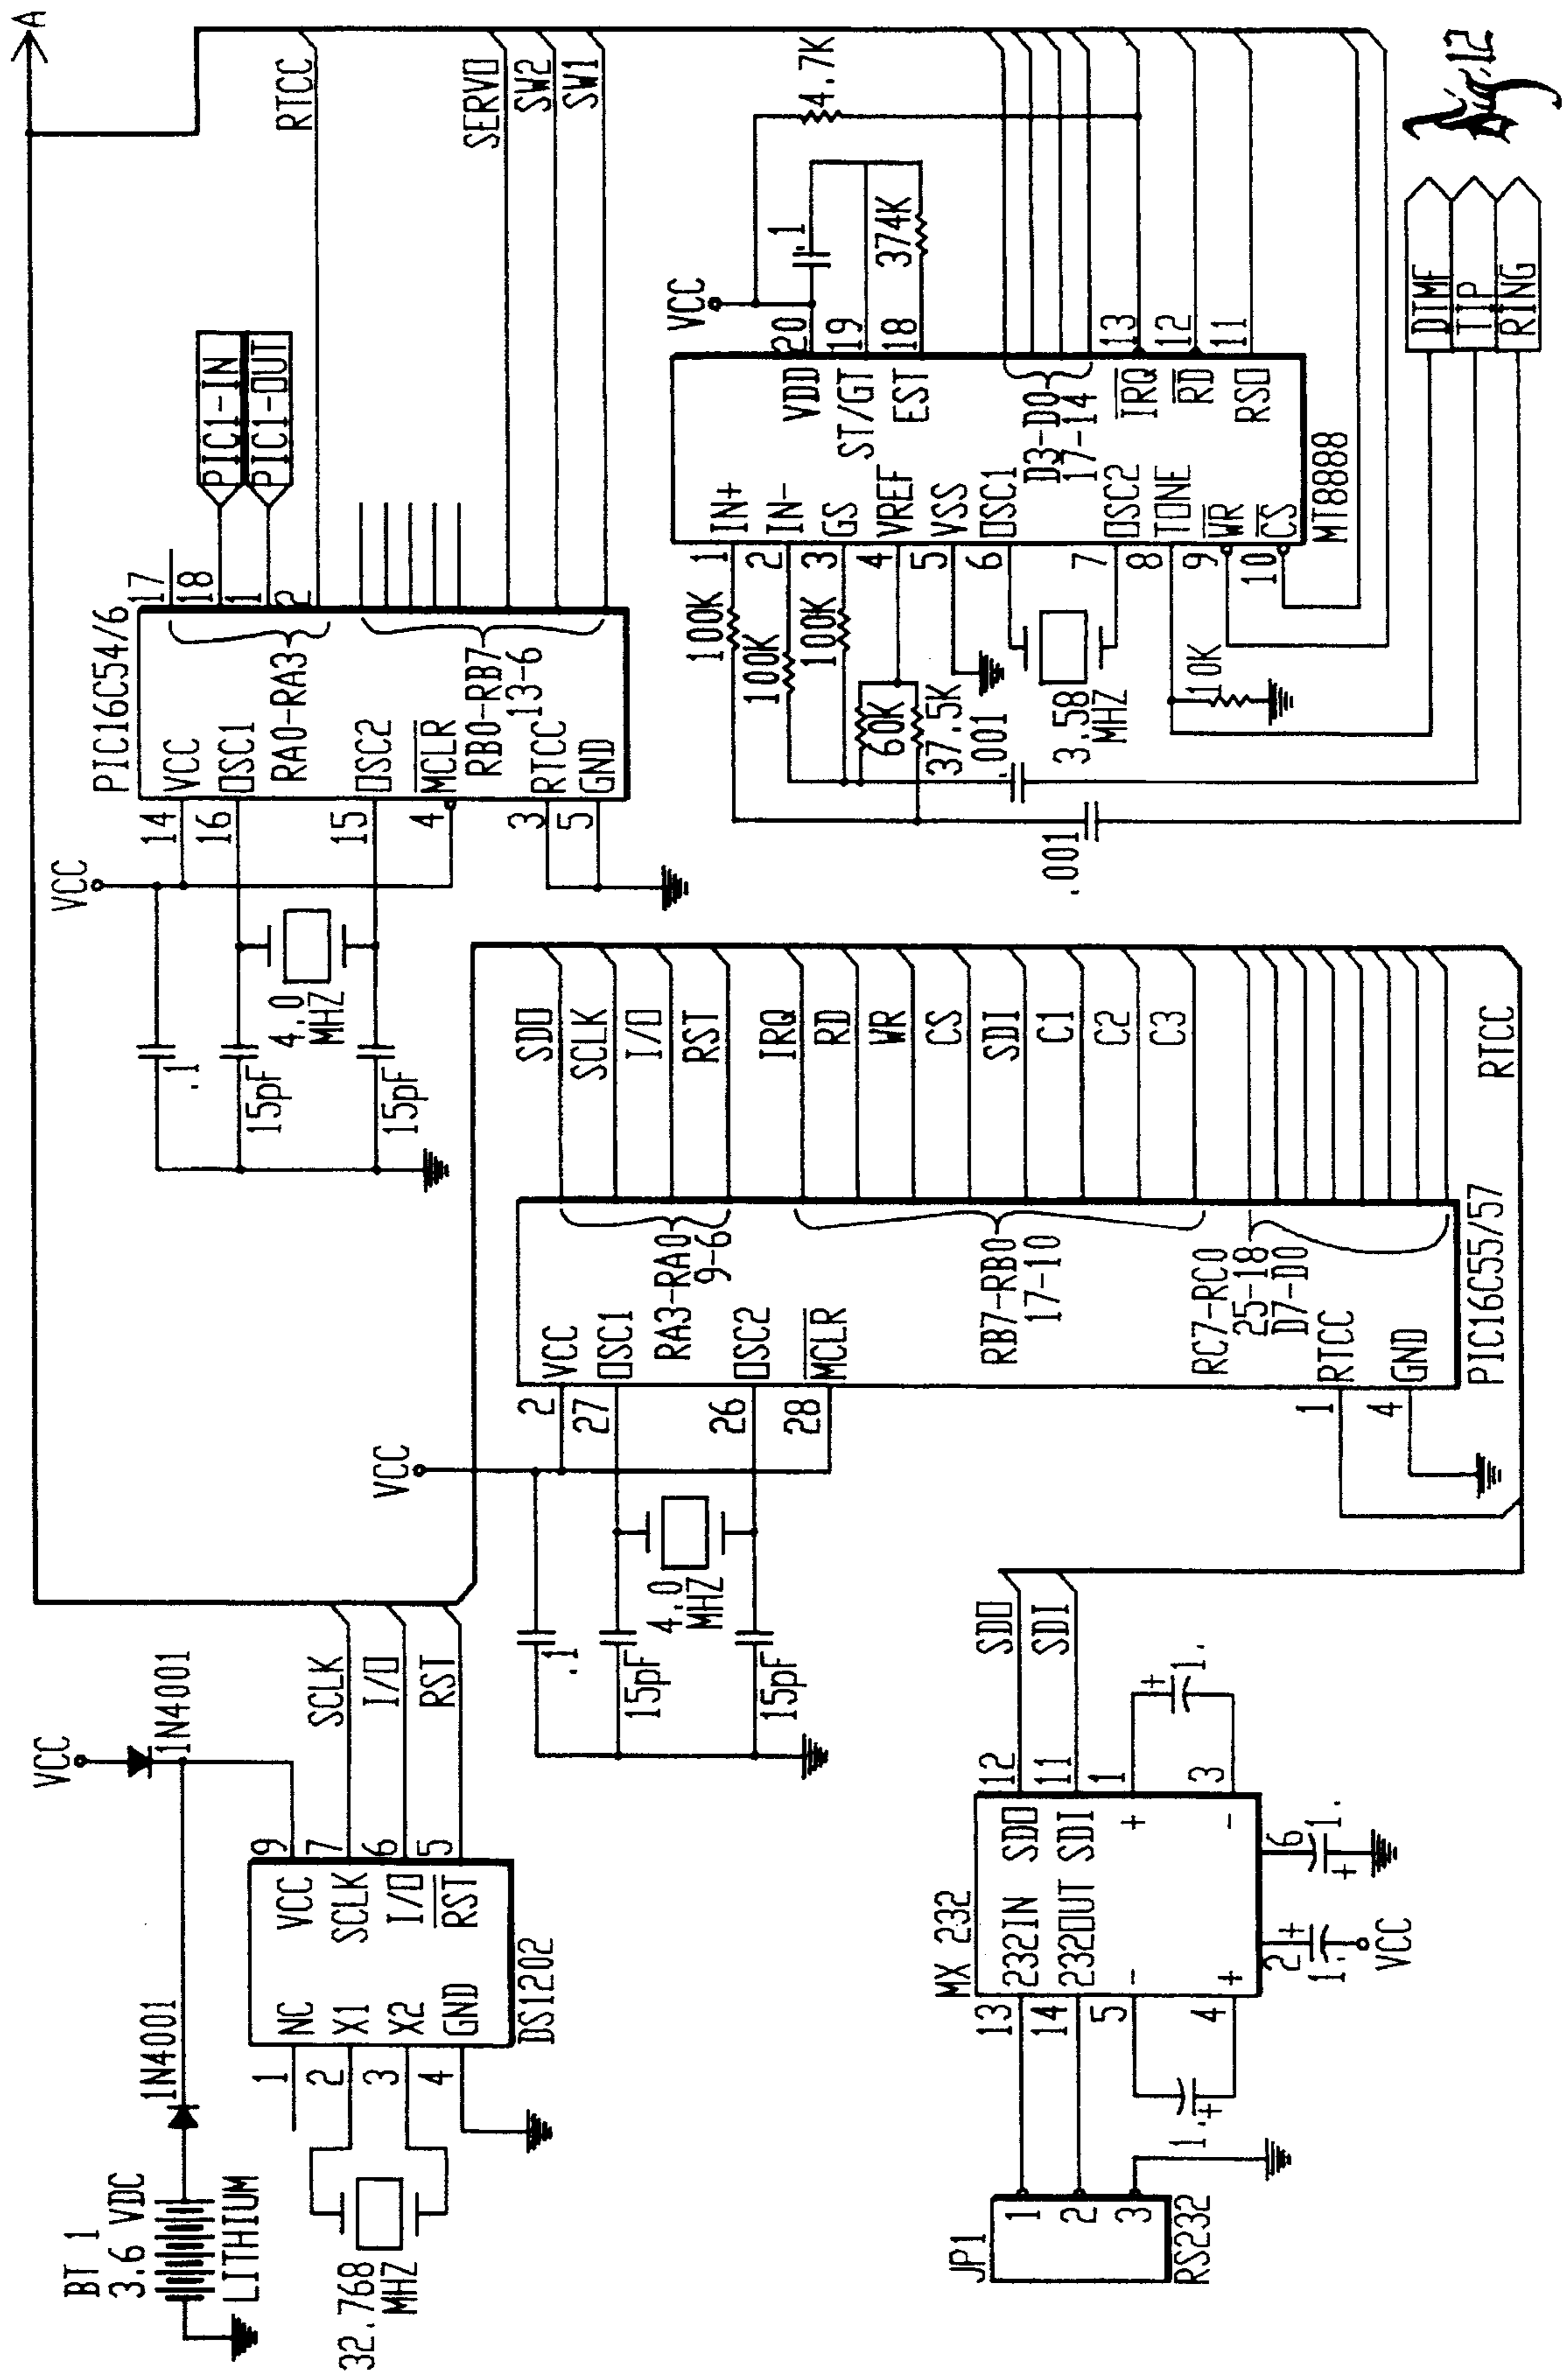 BT 1
3.6 VDC
LITHIUM
1N4001
VCC
1N4001
32.768
MHZ
1
2
3
4
NC
X1
X2
GND
VCC
SCLK
I/O
RST
DS1202
9
7
6
5
SCLK
I/O
RST
A
VCC
.1
15pF
15pF
4.0
MHZ
14
16
15
4
3
5
PIC16C54/6
VCC
OSC1
RA0-RA3
OSC2
MCLR
RB0-RB7
13-6
RTCC
GND
17
18
1
2
PIC1-IN
PIC1-OUT
RTCC
SERVO
SW2
SW1
VCC
.1
15pF
15pF
4.0
MHZ
2
27
26
28
1
4
VCC
OSC1
RA3-RA0
9-6
OSC2
MCLR
RB7-RB0
17-10
RC7-RC0
25-18
D7-D0
RTCC
GND
PIC16C55/57
SDO
SCLK
I/O
RST
IRQ
RD
WR
CS
SDI
C1
C2
C3
RTCC
100K
100K
100K
60K
37.5K
.001
.001
3.58
MHZ
10K
1
2
3
4
5
6
7
8
9
10
IN+
IN-
GS
VREF
VSS
OSC1
OSC2
TONE
WR
CS
VDD
ST/GT
EST
D3-D0
17-14
IRQ
RD
RSO
MT8888
20
19
18
13
12
11
VCC
.1
374K
4.7K
DTMF
TIP
RING
JP1
1
2
3
RS232
MX 232
13
14
5
4
232IN
232OUT
-
+
SDO
SDI
+
-
12
11
1
3
SDO
SDI
1.
+
+
1.
2
+
1.
VCC
6
+
1.
Fig.12